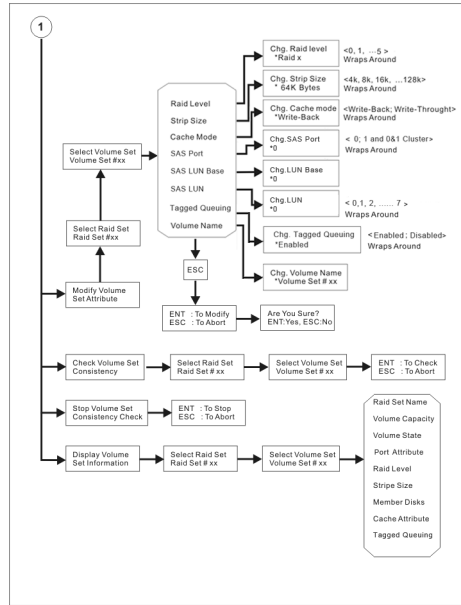 1
Chg. Raid level
*Raid x
<0, 1, ...5 >
Wraps Around
Raid Level
Strip Size
Cache Mode
SAS Port
SAS LUN Base
SAS LUN
Tagged Queuing
Volume Name
Chg. Strip Size
* 64K Bytes
<4k, 8k, 16k, ...128k>
Wraps Around
Chg. Cache mode
*Write-Back
<Write-Back; Write-Throught>
Wraps Around
Chg.SAS Port
*0
< 0; 1 and 0&1 Cluster>
Wraps Around
Chg.LUN Base
*0
Chg.LUN
*0
< 0,1, 2, ...... 7 >
Wraps Around
Chg. Tagged Queuing
*Enabled
<Enabled; Disabled>
Wraps Around
Chg. Volume Name
*Volume Set # xx
Select Volume Set
Volume Set #xx
Select Raid Set
Raid Set #xx
Modify Volume
Set Attribute
ESC
ENT : To Modify
ESC : To Abort
Are You Sure?
ENT:Yes, ESC:No
Check Volume Set
Consistency
Select Raid Set
Raid Set # xx
Select Volume Set
Volume Set # xx
ENT : To Check
ESC : To Abort
Stop Volume Set
Consistency Check
ENT : To Stop
ESC : To Abort
Display Volume
Set Information
Select Raid Set
Raid Set # xx
Select Volume Set
Volume Set # xx
Raid Set Name
Volume Capacity
Volume State
Port Attribute
Raid Level
Stripe Size
Member Disks
Cache Attribute
Tagged Queuing